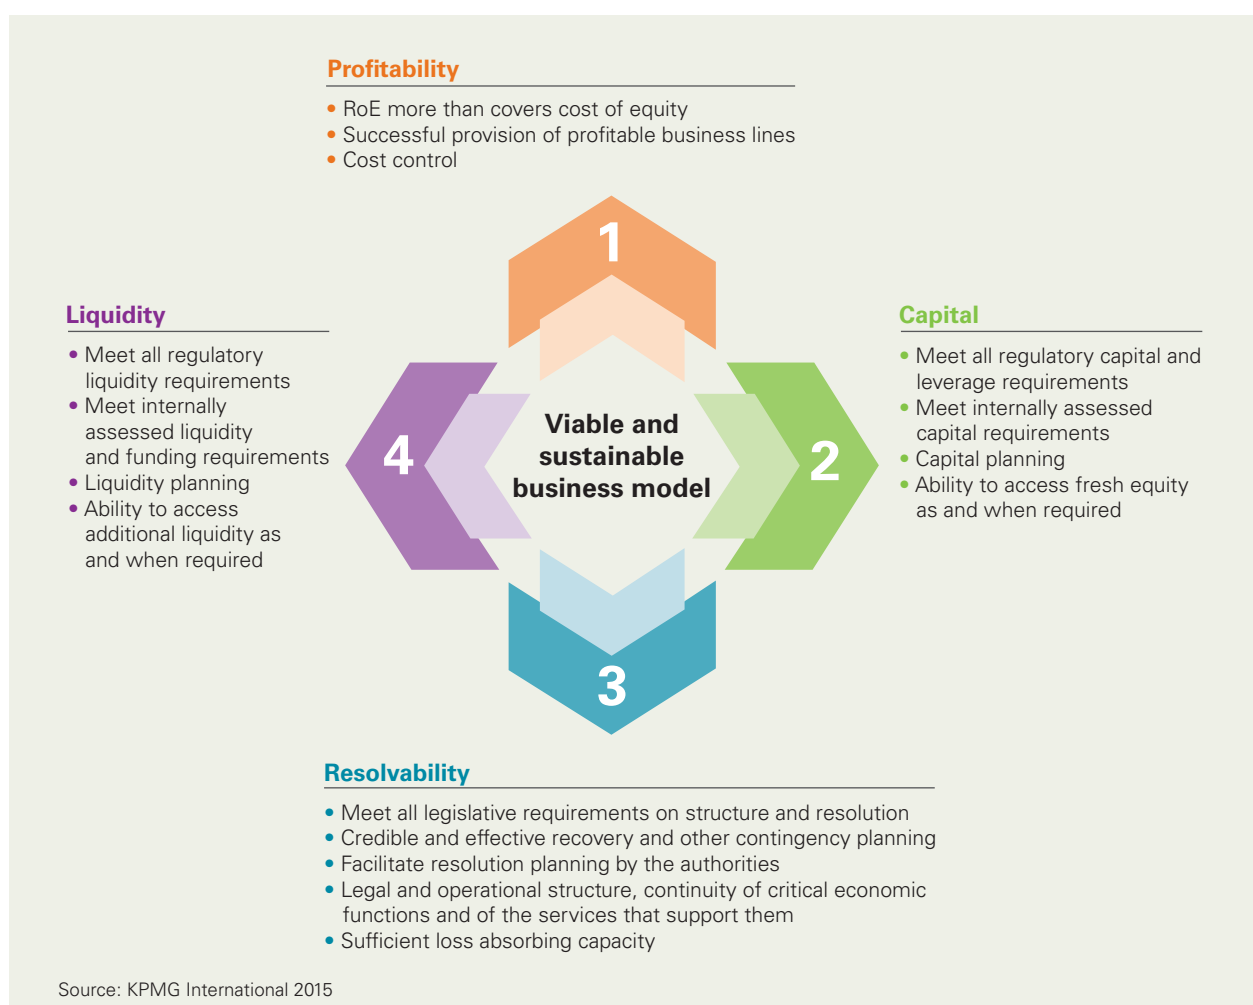 Profitability
• RoE more than covers cost of equity
• Successful provision of profitable business lines
• Cost control
1
Liquidity
• Meet all regulatory
liquidity requirements
• Meet internally
assessed liquidity
and funding requirements
• Liquidity planning
• Ability to access
additional liquidity as
and when required
4
Viable and
sustainable
business model
2
Capital
• Meet all regulatory capital and
leverage requirements
• Meet internally assessed
capital requirements
• Capital planning
• Ability to access fresh equity
as and when required
3
Resolvability
• Meet all legislative requirements on structure and resolution
• Credible and effective recovery and other contingency planning
• Facilitate resolution planning by the authorities
• Legal and operational structure, continuity of critical economic
functions and of the services that support them
• Sufficient loss absorbing capacity
Source: KPMG International 2015